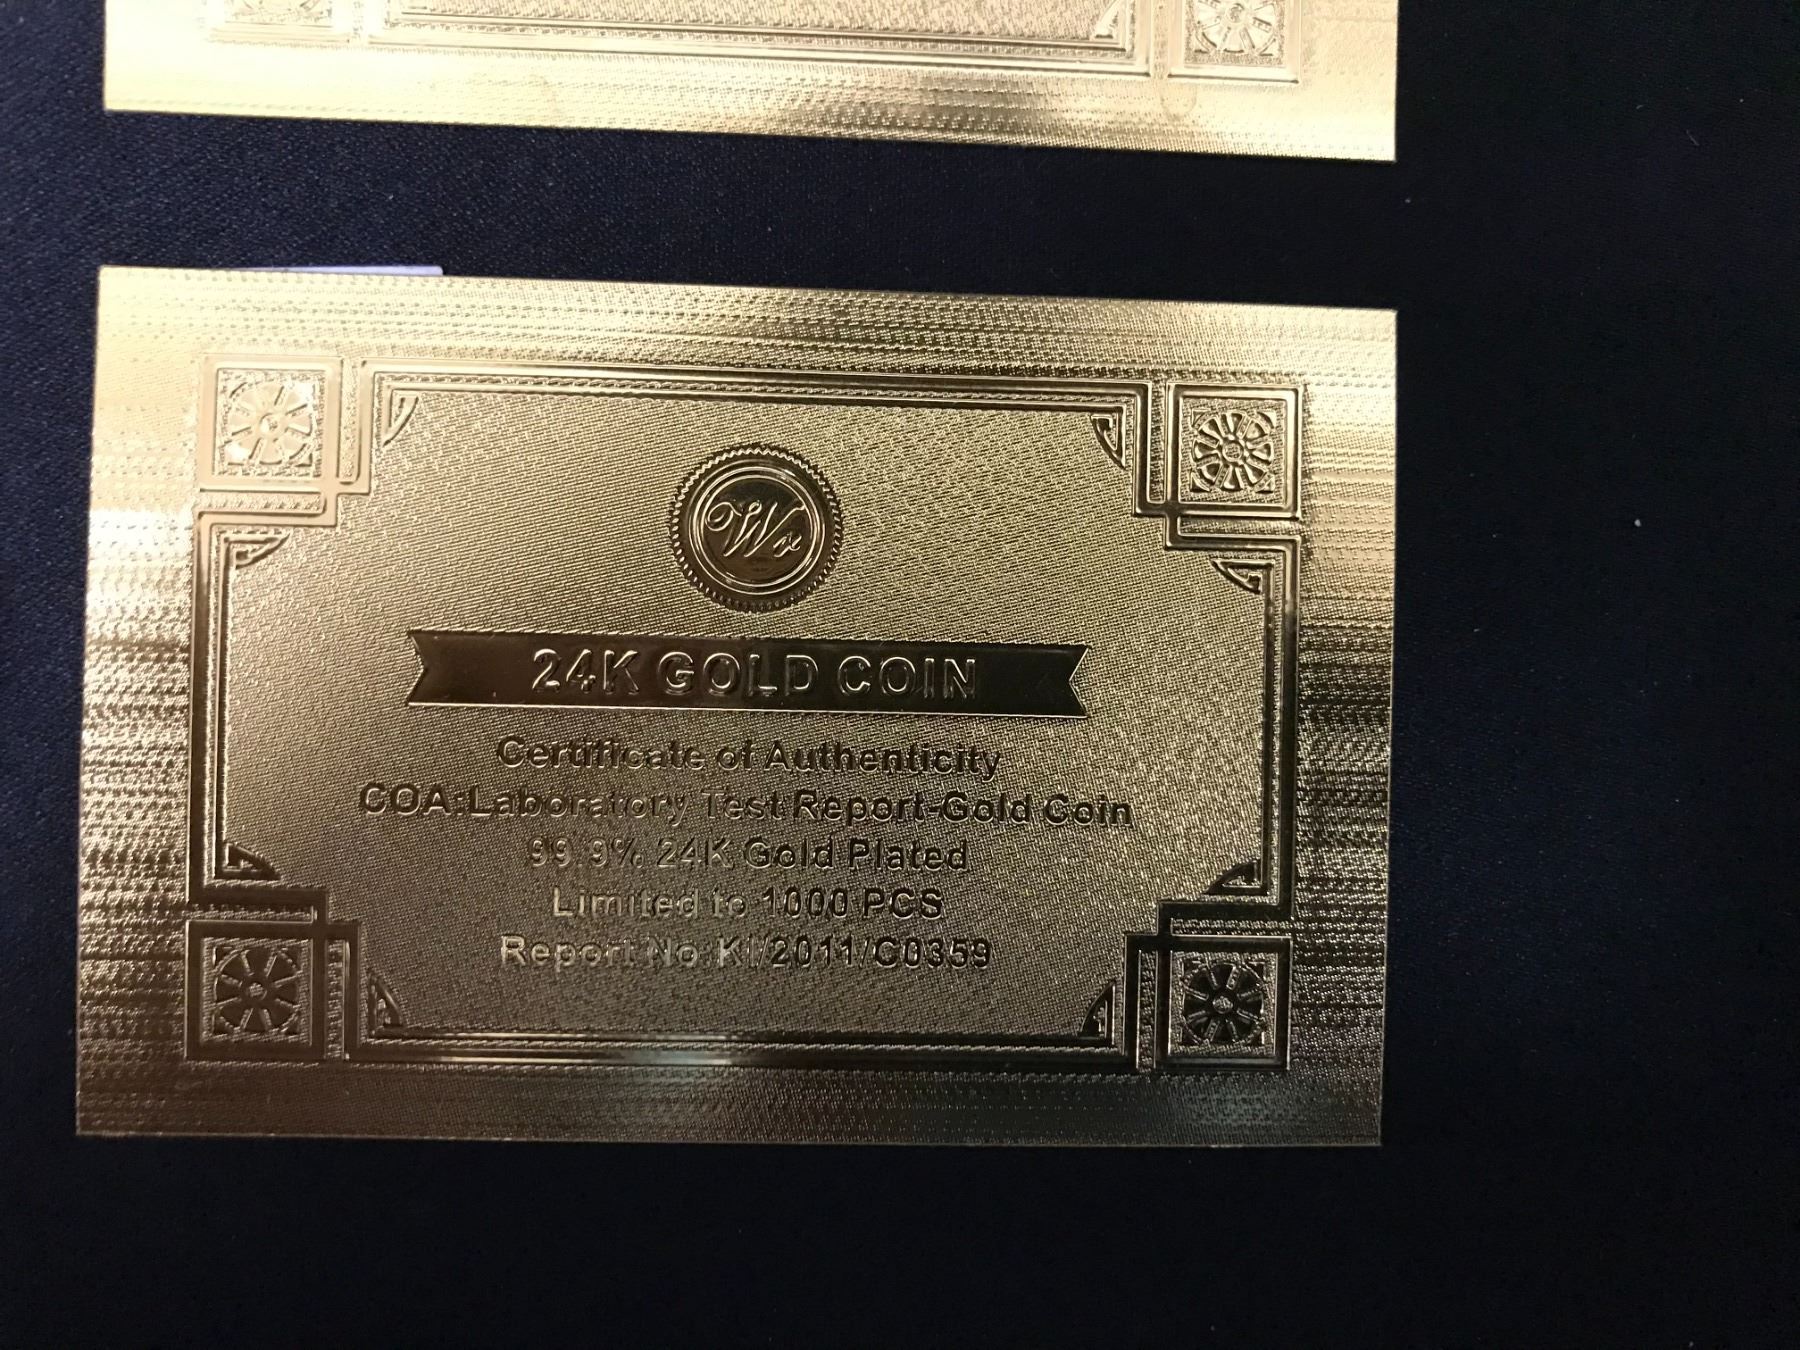 Wx
24K GOLD COIN
Certificate of Authenticity
COA:Laboratory Test Report-Gold Coin
99.9% 24K Gold Plated
Limited to 1000 PCS
Report No:KI/2011/C0359